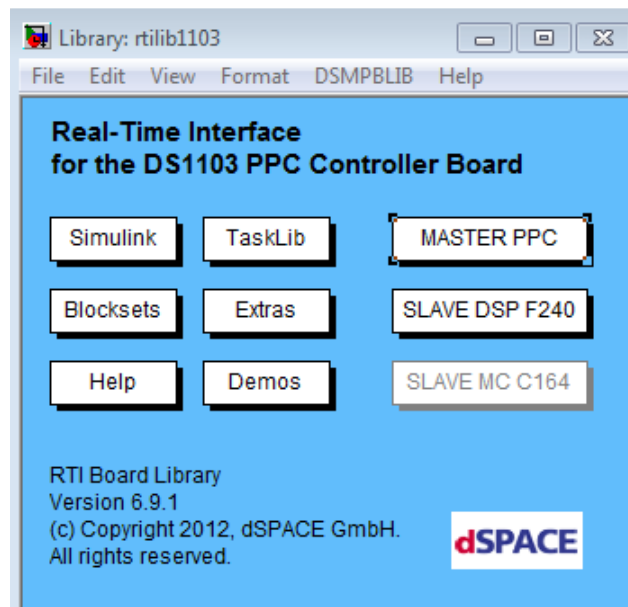 Library: rtilib1103
File Edit View Format DSMPBLIB Help
Real-Time Interface
for the DS1103 PPC Controller Board
Simulink TaskLib MASTER PPC
Blocksets Extras SLAVE DSP F240
Help Demos SLAVE MC C164
RTI Board Library
Version 6.9.1
(c) Copyright 2012, dSPACE GmbH.
All rights reserved.
dSPACE